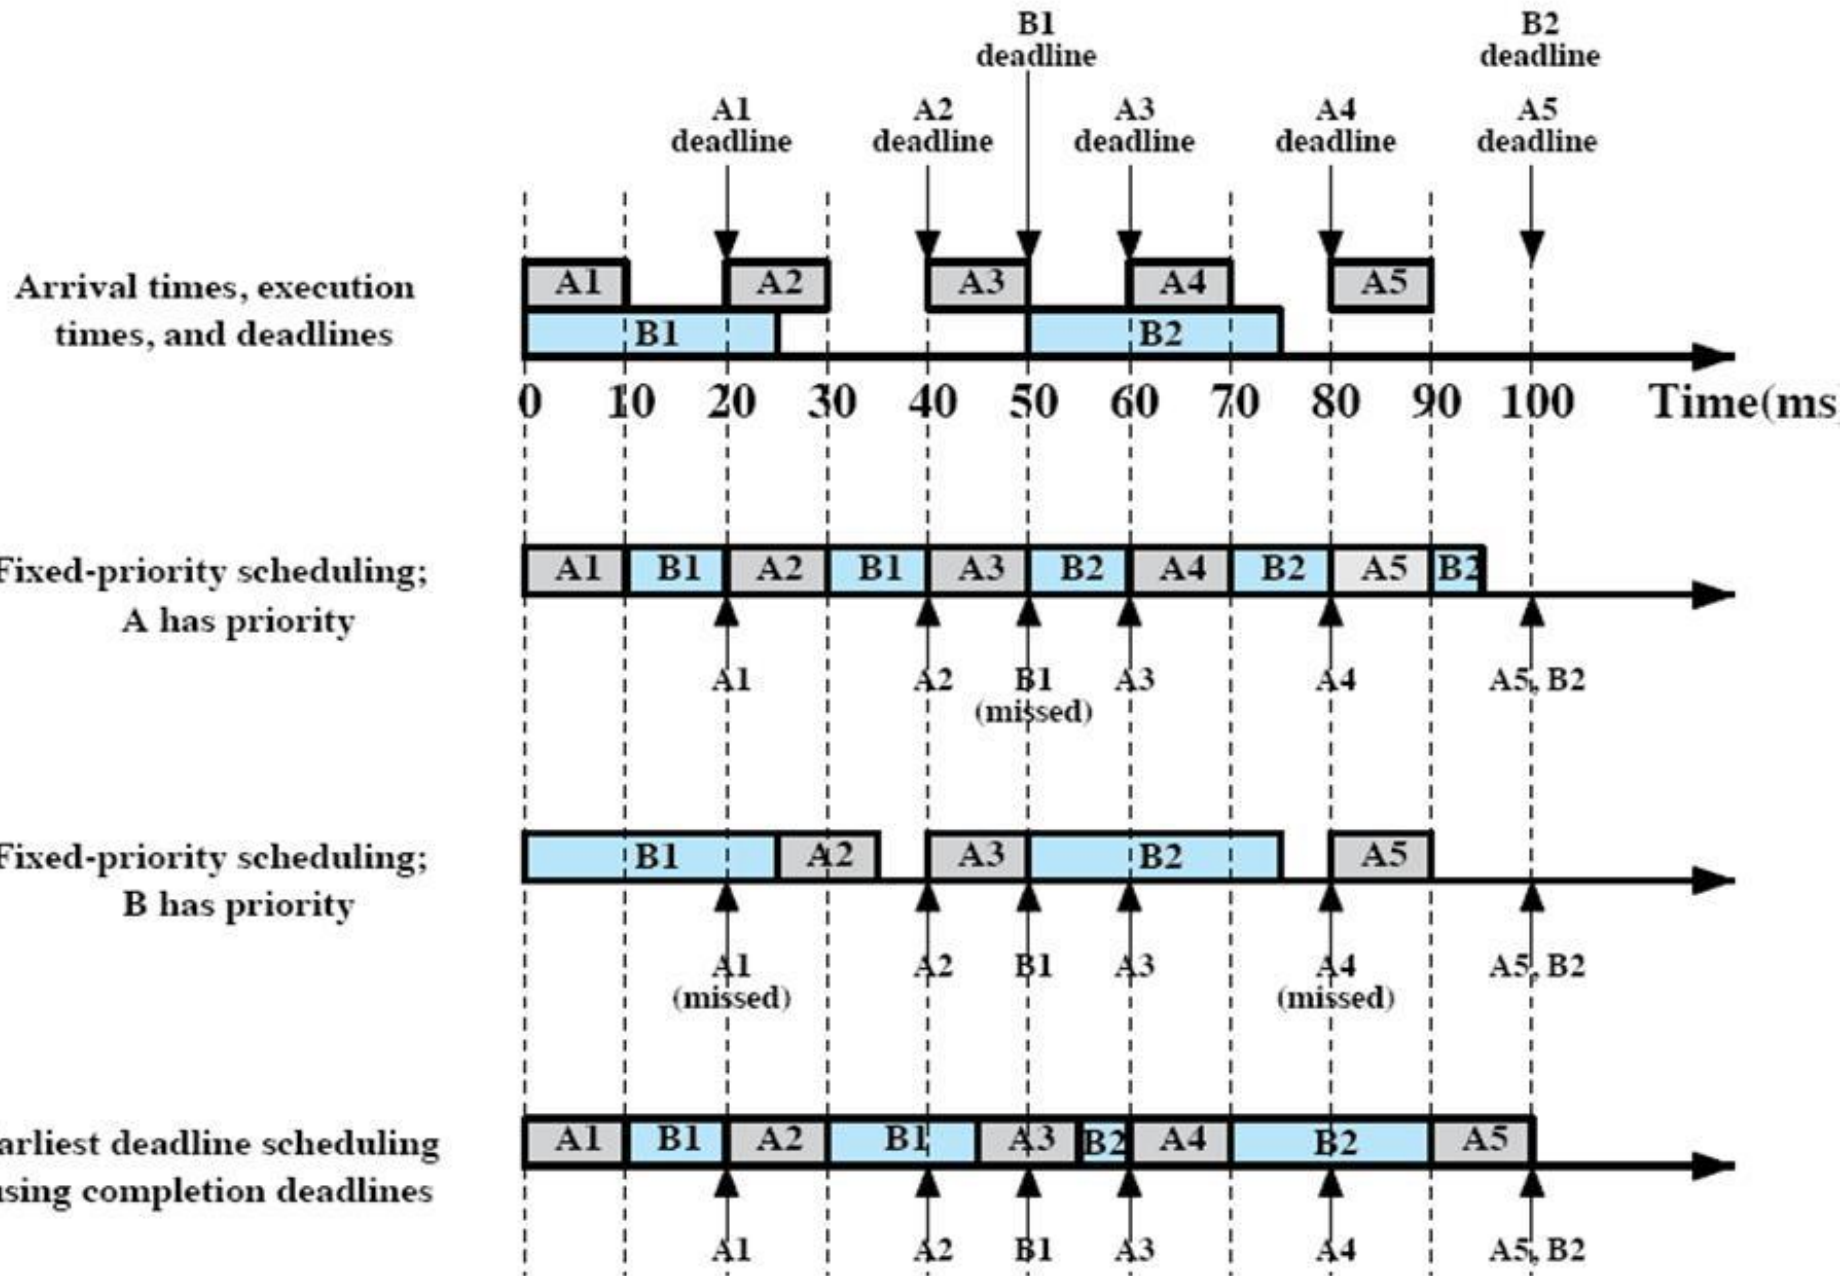 B1
deadline
B2
deadline
A1
deadline
A2
deadline
A3
deadline
A4
deadline
A5
deadline
Arrival times, execution
times, and deadlines
A1
A2
A3
A4
A5
B1
B2
0 10 20 30 40 50 60 70 80 90 100 Time(ms
Fixed-priority scheduling;
A has priority
A1 B1 A2 B1 A3 B2 A4 B2 A5 B2
A1 A2 B1 A3 A4 A5, B2
(missed)
Fixed-priority scheduling;
B has priority
B1 A2 A3 B2 A5
A1 A2 B1 A3 A4 A5, B2
(missed) (missed)
arliest deadline scheduling
using completion deadlines
A1 B1 A2 B1 A3 B2 A4 B2 A5
A1 A2 B1 A3 A4 A5, B2